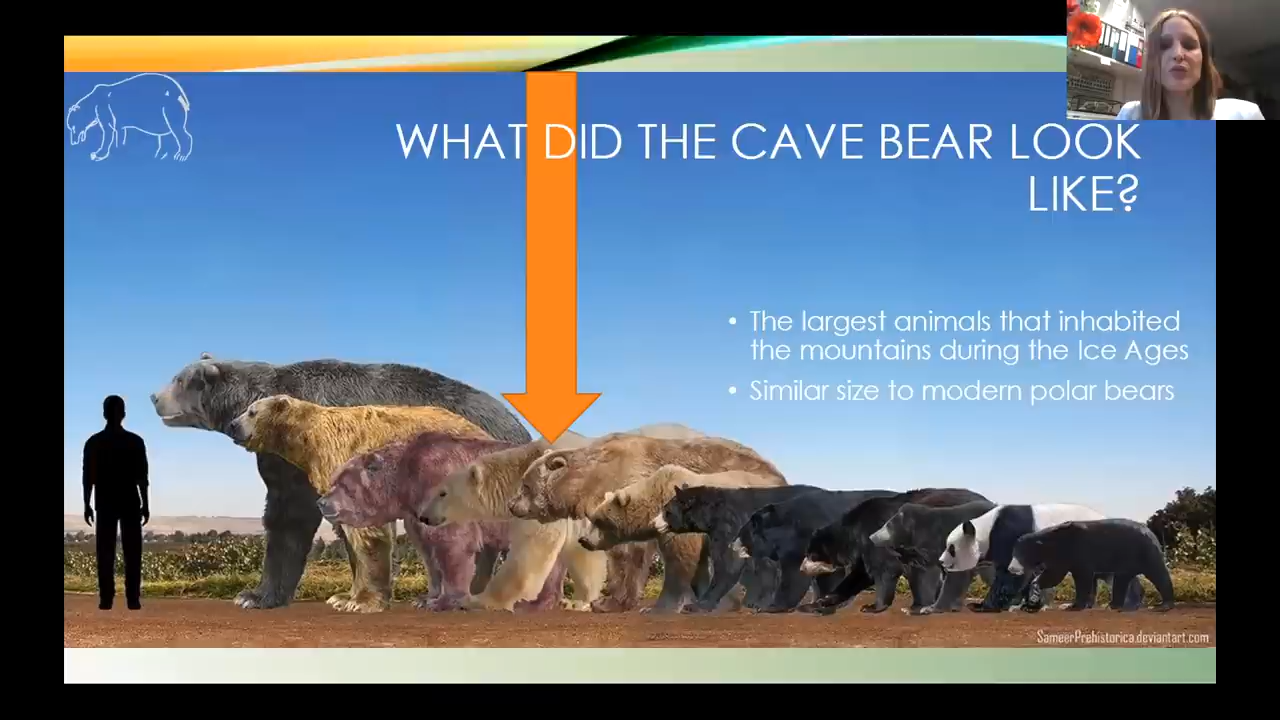 WHAT DID THE CAVE BEAR LOOK
LIKE?
• The largest animals that inhabited
the mountains during the Ice Ages
• Similar size to modern polar bears
SameerPrehistorica.deviantart.com